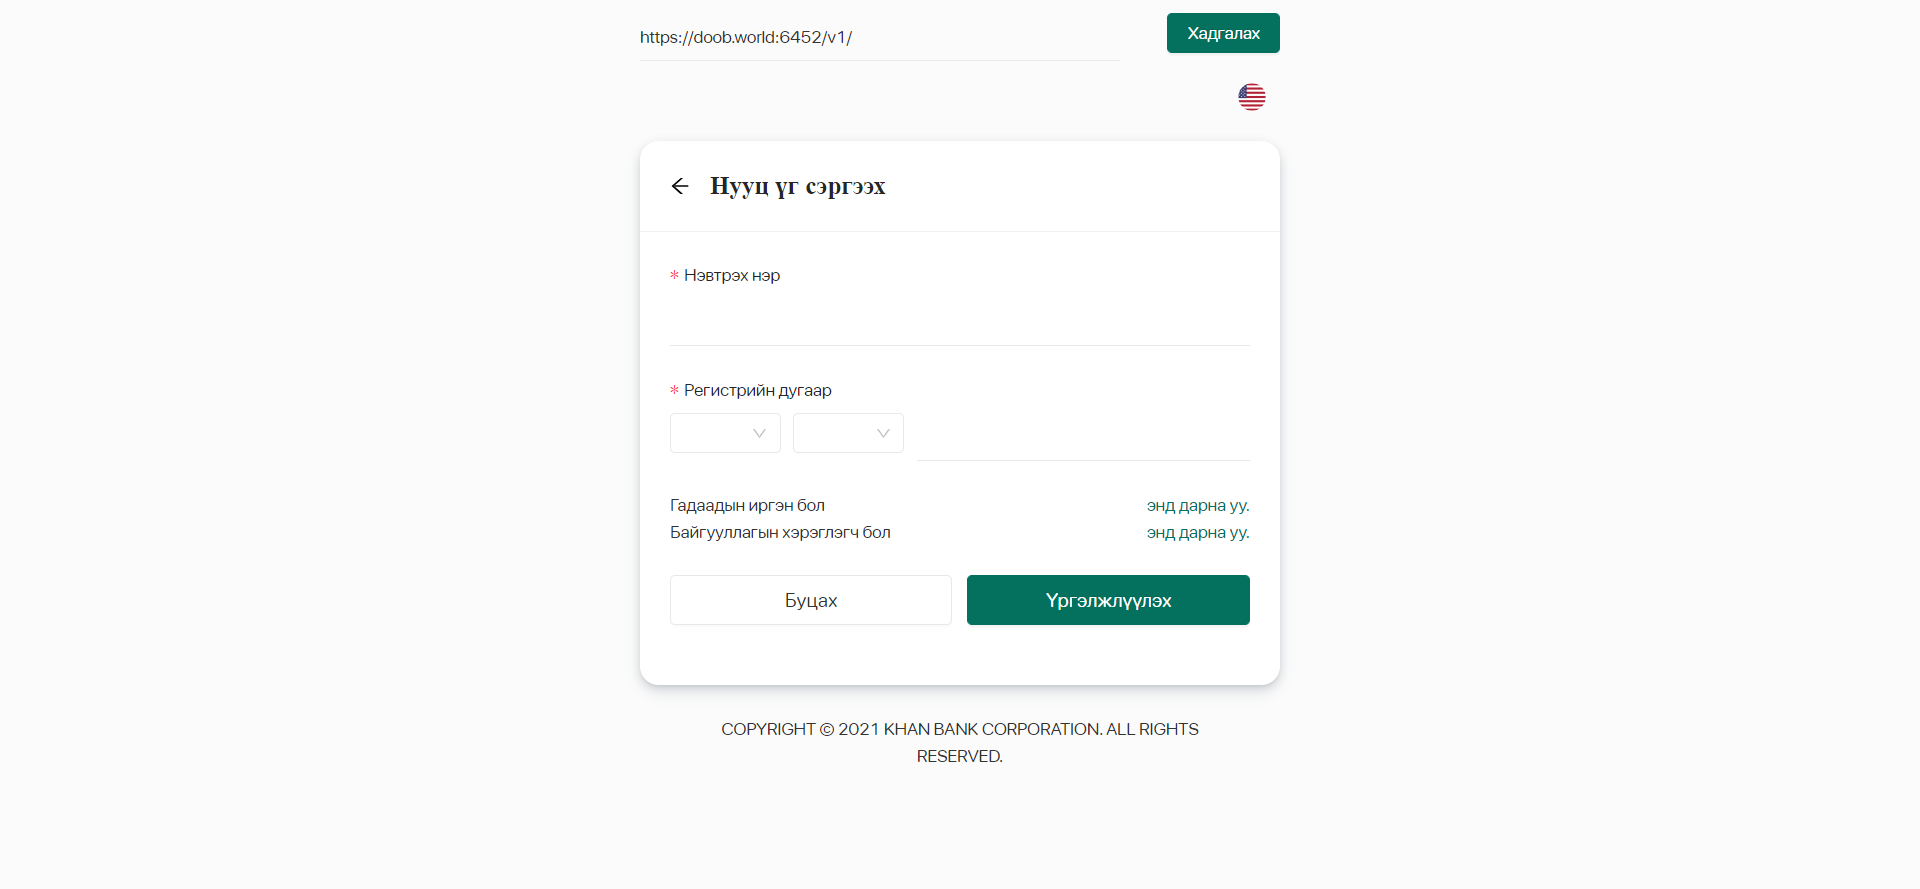 https://doob.world:6452/v1/
Хадгалах
Нууц үг сэргээх
* Нэвтрэх нэр
* Регистрийн дугаар
Гадаадын иргэн бол энд дарна уу.
Байгууллагын хэрэглэгч бол энд дарна уу.
Буцах
Үргэлжлүүлэх
COPYRIGHT © 2021 KHAN BANK CORPORATION. ALL RIGHTS
RESERVED.